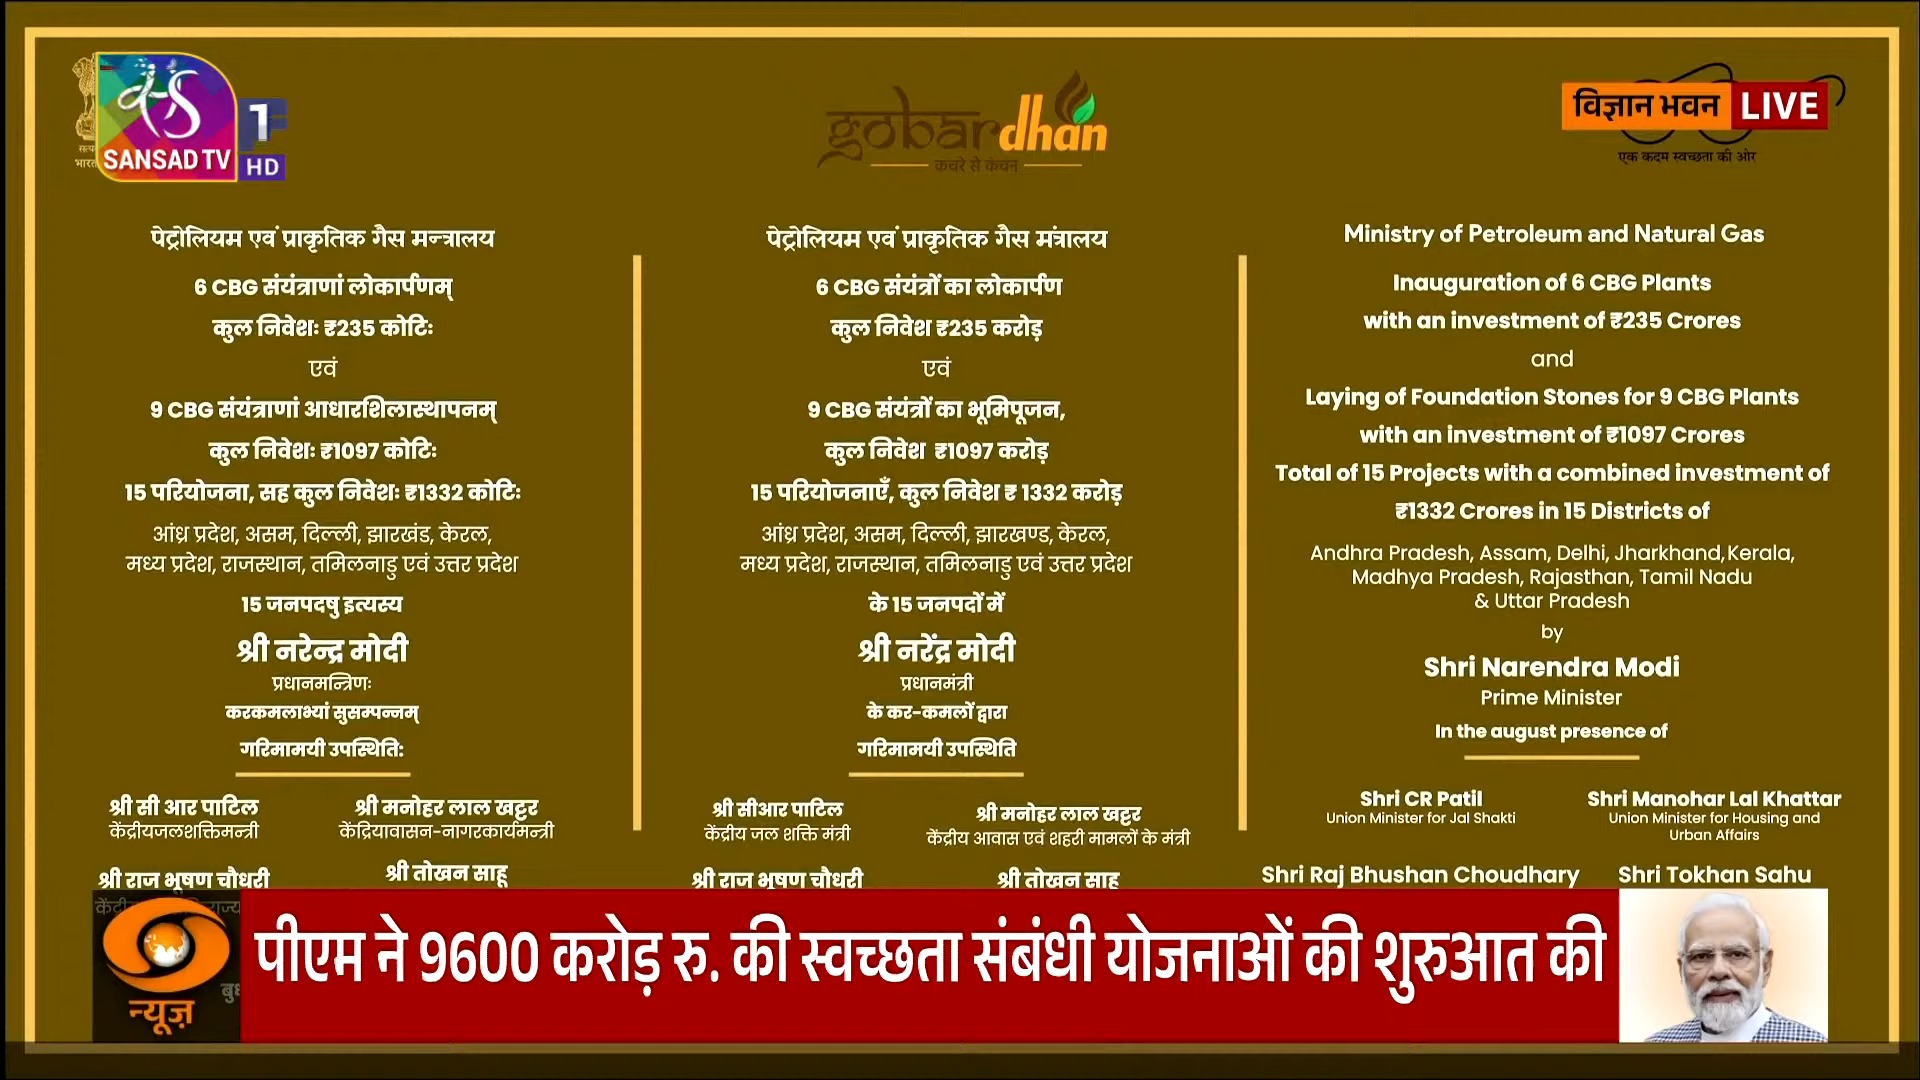 SANSAD TV
1
HD
gobardhan
कचरे से कंचन
विज्ञान भवन LIVE
एक कदम स्वच्छता की ओर
पेट्रोलियम एवं प्राकृतिक गैस मन्त्रालय
6 CBG संयंत्राणां लोकार्पणम्
कुल निवेशः ₹235 कोटिः
एवं
9 CBG संयंत्राणां आधारशिलास्थापनम्
कुल निवेशः ₹1097 कोटिः
15 परियोजना, सह कुल निवेशः ₹1332 कोटिः
आंध्र प्रदेश, असम, दिल्ली, झारखंड, केरल,
मध्य प्रदेश, राजस्थान, तमिलनाडु एवं उत्तर प्रदेश
15 जनपदषु इत्यस्य
श्री नरेन्द्र मोदी
प्रधानमन्त्रिणः
करकमलाभ्यां सुसम्पन्नम्
गरिमामयी उपस्थिति:
श्री सी आर पाटिल
केंद्रीयजलशक्तिमन्त्री
श्री मनोहर लाल खट्टर
केंद्रियावासन-नागरकार्यमन्त्री
श्री राज भूषण चौधरी
श्री तोखन साहू
पेट्रोलियम एवं प्राकृतिक गैस मंत्रालय
6 CBG संयंत्रों का लोकार्पण
कुल निवेश ₹235 करोड़
एवं
9 CBG संयंत्रों का भूमिपूजन,
कुल निवेश ₹1097 करोड़
15 परियोजनाएँ, कुल निवेश ₹ 1332 करोड़
आंध्र प्रदेश, असम, दिल्ली, झारखण्ड, केरल,
मध्य प्रदेश, राजस्थान, तमिलनाडु एवं उत्तर प्रदेश
के 15 जनपदों में
श्री नरेंद्र मोदी
प्रधानमंत्री
के कर-कमलों द्वारा
गरिमामयी उपस्थिति
श्री सीआर पाटिल
केंद्रीय जल शक्ति मंत्री
श्री मनोहर लाल खट्टर
केंद्रीय आवास एवं शहरी मामलों के मंत्री
श्री राज भूषण चौधरी
श्री तोखन साहू
Ministry of Petroleum and Natural Gas
Inauguration of 6 CBG Plants
with an investment of ₹235 Crores
and
Laying of Foundation Stones for 9 CBG Plants
with an investment of ₹1097 Crores
Total of 15 Projects with a combined investment of
₹1332 Crores in 15 Districts of
Andhra Pradesh, Assam, Delhi, Jharkhand, Kerala,
Madhya Pradesh, Rajasthan, Tamil Nadu
& Uttar Pradesh
by
Shri Narendra Modi
Prime Minister
In the august presence of
Shri CR Patil
Union Minister for Jal Shakti
Shri Manohar Lal Khattar
Union Minister for Housing and
Urban Affairs
Shri Raj Bhushan Choudhary
Shri Tokhan Sahu
न्यूज़
पीएम ने 9600 करोड़ रु. की स्वच्छता संबंधी योजनाओं की शुरुआत की